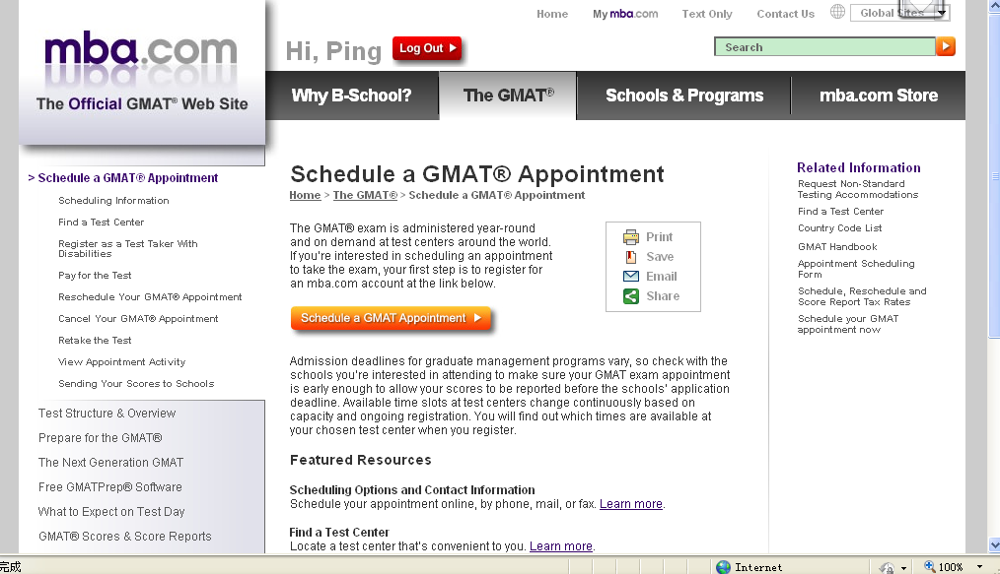 Home My mba.com Text Only Contact Us Global Sites
mba.com
The Official GMAT® Web Site
Hi, Ping Log Out
Search
Why B-School? The GMAT® Schools & Programs mba.com Store
> Schedule a GMAT® Appointment
Scheduling Information
Find a Test Center
Register as a Test Taker With
Disabilities
Pay for the Test
Reschedule Your GMAT® Appointment
Cancel Your GMAT® Appointment
Retake the Test
View Appointment Activity
Sending Your Scores to Schools
Test Structure & Overview
Prepare for the GMAT®
The Next Generation GMAT
Free GMATPrep® Software
What to Expect on Test Day
GMAT® Scores & Score Reports
Schedule a GMAT® Appointment
Home > The GMAT® > Schedule a GMAT® Appointment
The GMAT® exam is administered year-round
and on demand at test centers around the world.
If you're interested in scheduling an appointment
to take the exam, your first step is to register for
an mba.com account at the link below.
Print
Save
Email
Share
Schedule a GMAT Appointment
Admission deadlines for graduate management programs vary, so check with the
schools you're interested in attending to make sure your GMAT exam appointment
is early enough to allow your scores to be reported before the schools' application
deadline. Available time slots at test centers change continuously based on
capacity and ongoing registration. You will find out which times are available at
your chosen test center when you register.
Featured Resources
Scheduling Options and Contact Information
Schedule your appointment online, by phone, mail, or fax. Learn more.
Find a Test Center
Locate a test center that's convenient to you. Learn more.
Related Information
Request Non-Standard
Testing Accommodations
Find a Test Center
Country Code List
GMAT Handbook
Appointment Scheduling
Form
Schedule, Reschedule and
Score Report Tax Rates
Schedule your GMAT
appointment now
完成 Internet 100%